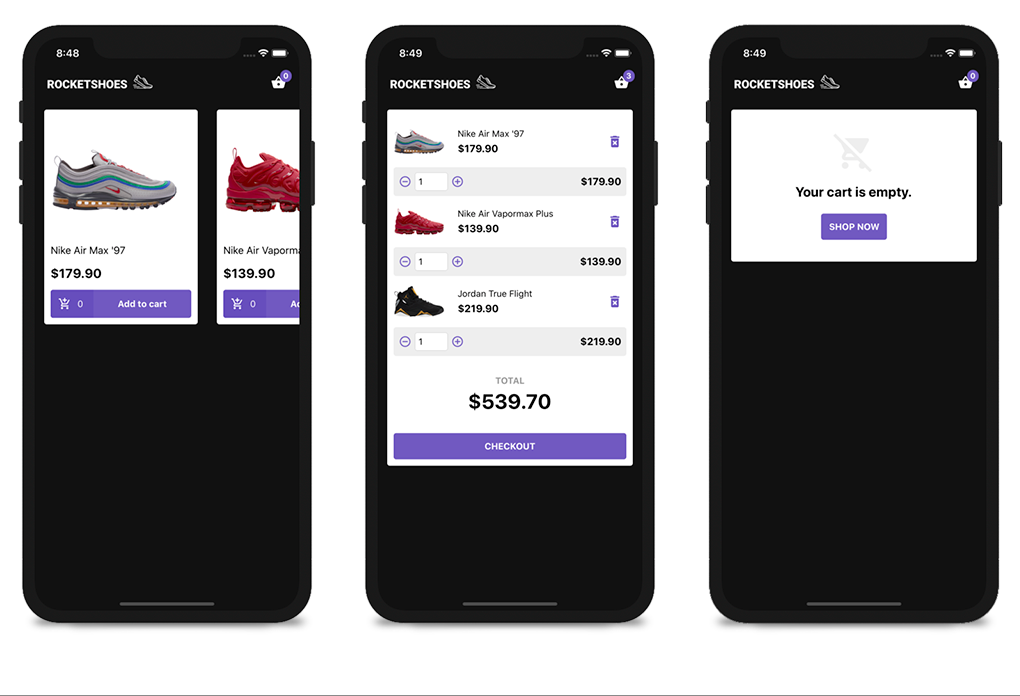 8:48
ROCKETSHOES
0
Nike Air Max '97
$179.90
0
Add to cart
Nike Air Vaporm
$139.90
0
8:49
ROCKETSHOES
3
Nike Air Max '97
$179.90
1
$179.90
Nike Air Vapormax Plus
$139.90
1
$139.90
Jordan True Flight
$219.90
1
$219.90
TOTAL
$539.70
CHECKOUT
8:49
ROCKETSHOES
0
Your cart is empty.
SHOP NOW